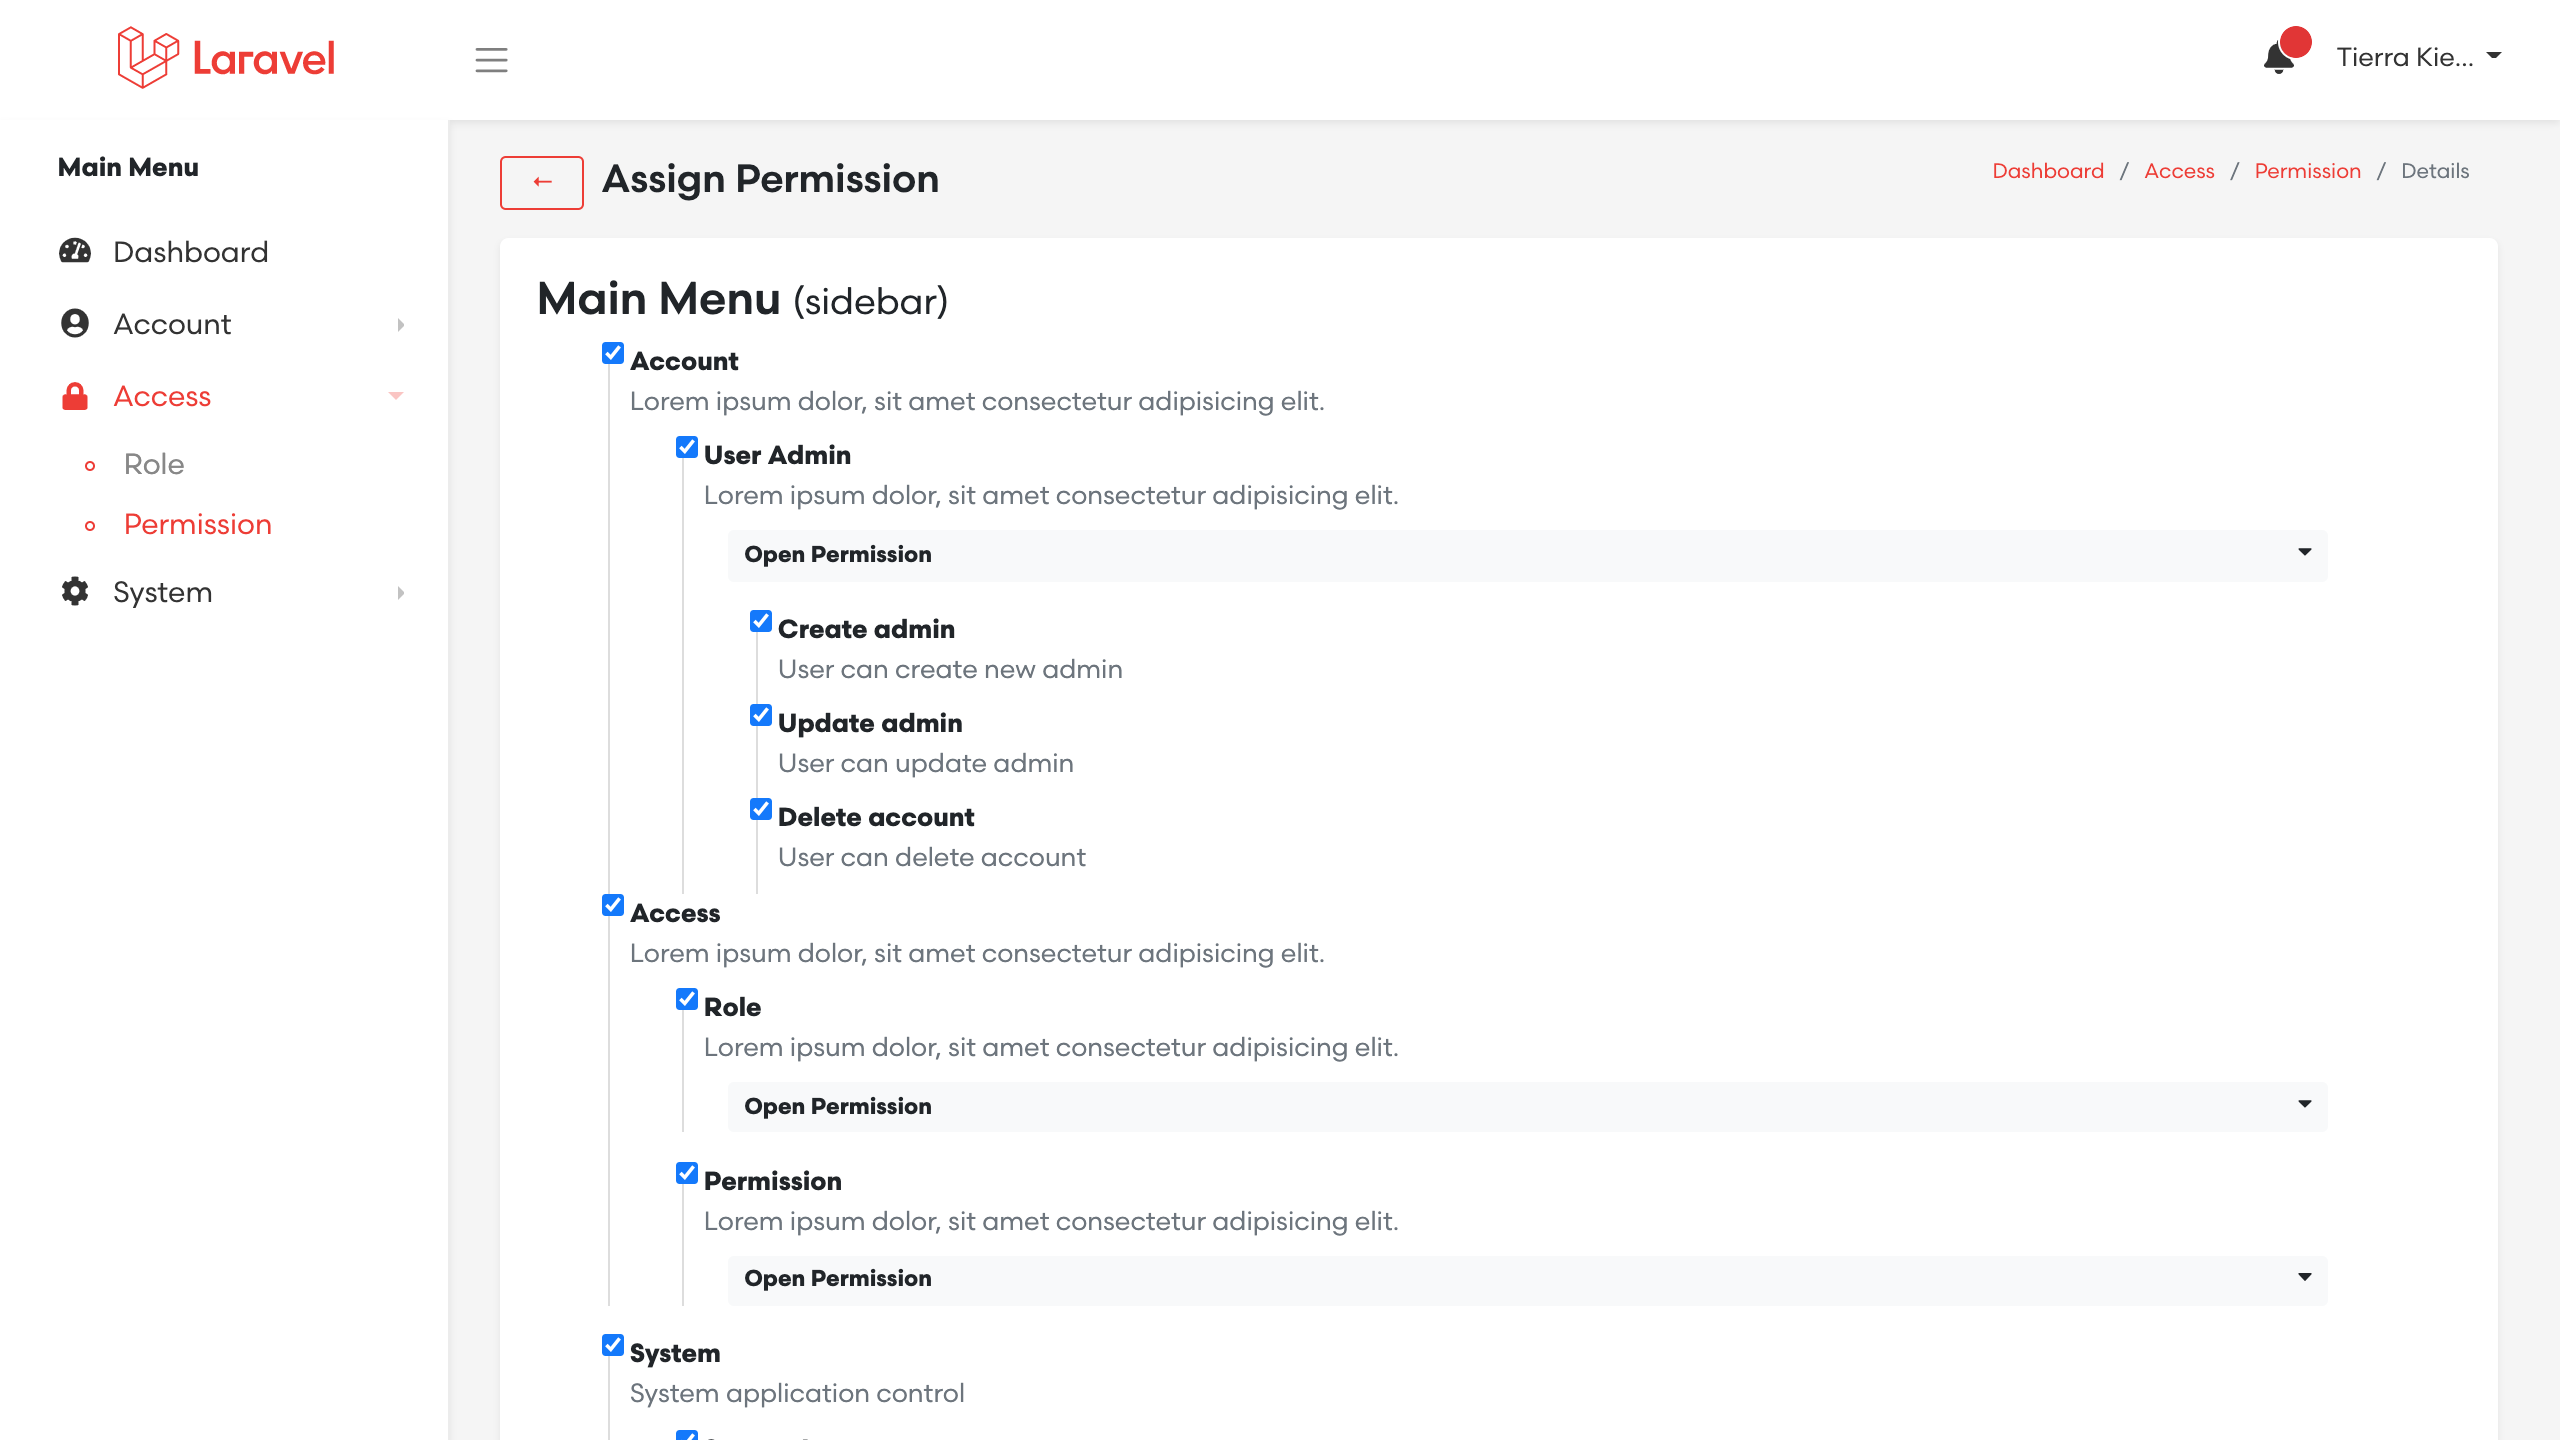 Laravel
Tierra Kie...
Main Menu
Dashboard
Account
Access
Role
Permission
System
←
Assign Permission
Dashboard / Access / Permission / Details
Main Menu (sidebar)
Account
Lorem ipsum dolor, sit amet consectetur adipisicing elit.
User Admin
Lorem ipsum dolor, sit amet consectetur adipisicing elit.
Open Permission
Create admin
User can create new admin
Update admin
User can update admin
Delete account
User can delete account
Access
Lorem ipsum dolor, sit amet consectetur adipisicing elit.
Role
Lorem ipsum dolor, sit amet consectetur adipisicing elit.
Open Permission
Permission
Lorem ipsum dolor, sit amet consectetur adipisicing elit.
Open Permission
System
System application control